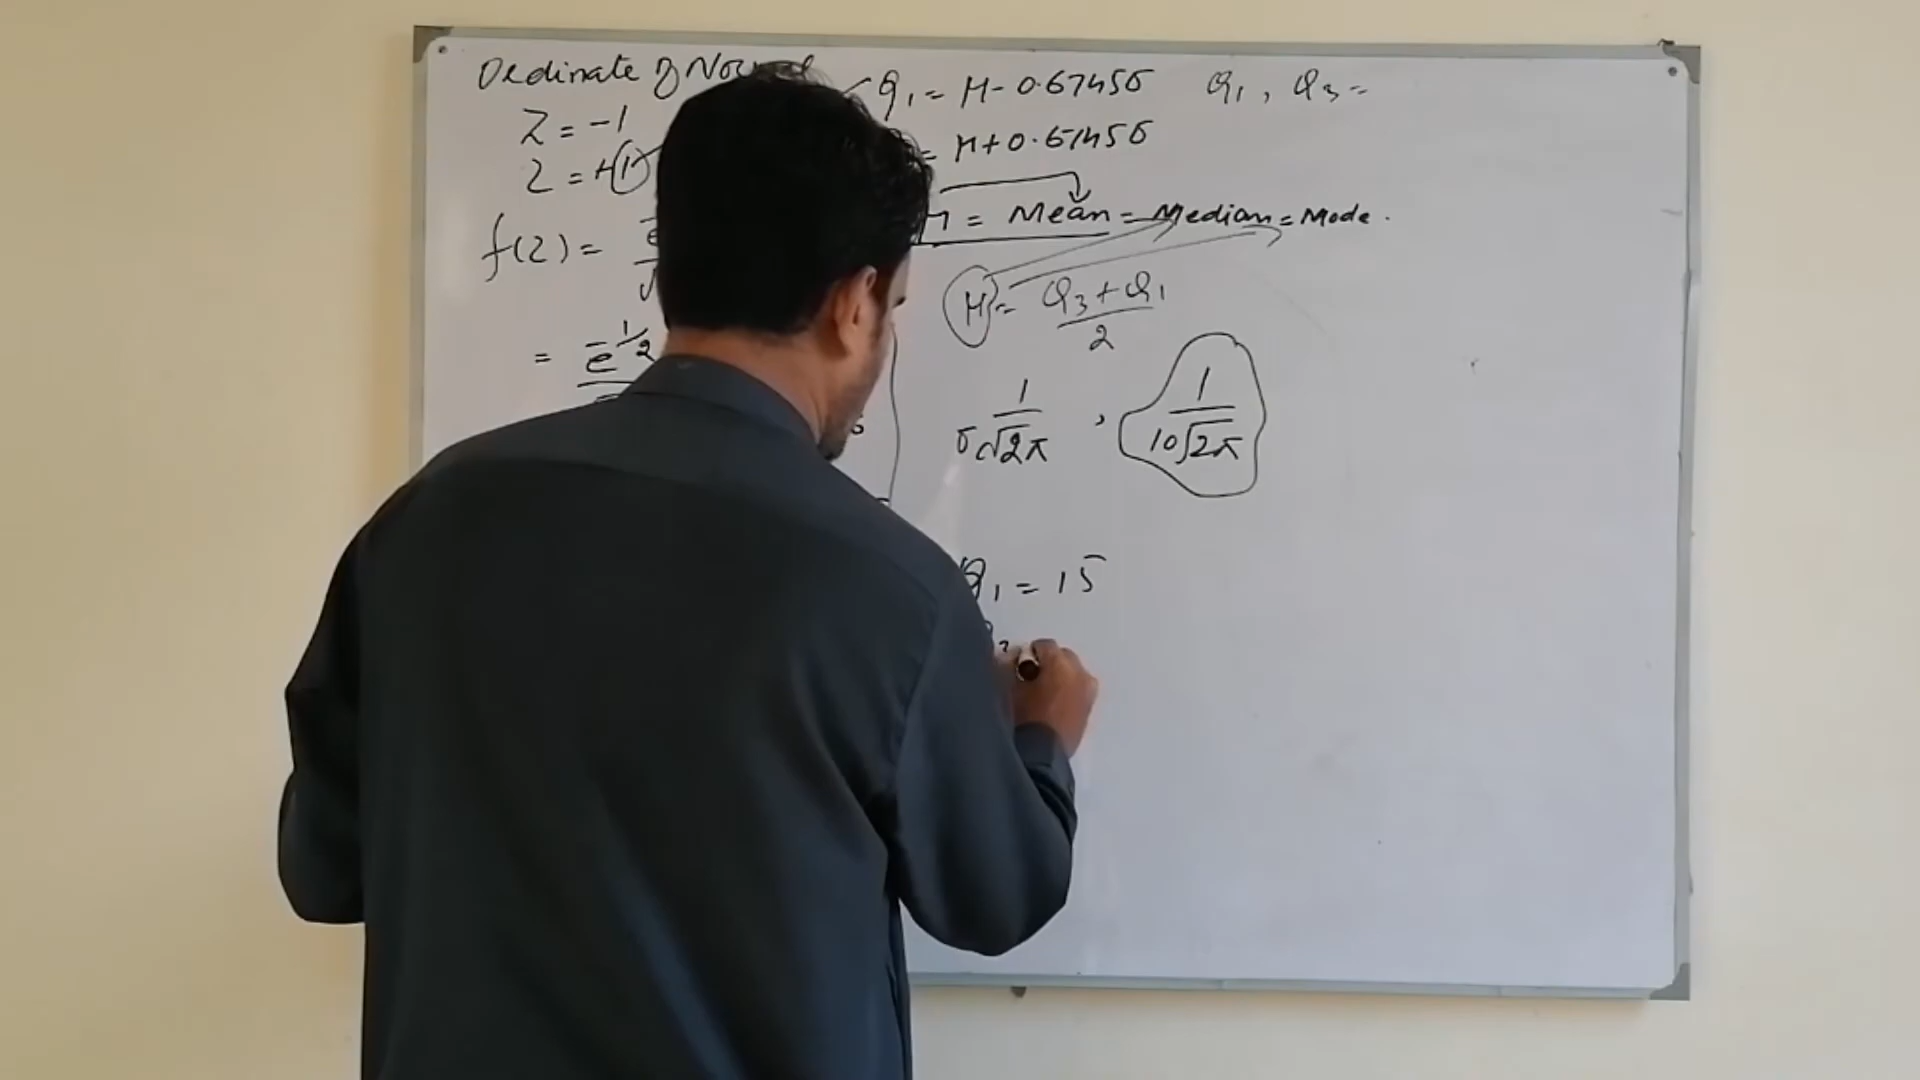 Ordinate of Normal
Z = -1
Z = +1
f(Z) =
= e^-1/2
Q₁ = μ - 0.6745σ Q₁, Q₃ =
= μ + 0.6745σ
μ = Mean = Median = Mode.
μ = Q₃ + Q₁ / 2
1 / σ√2π , 1 / 10√2π
Q₁ = 15